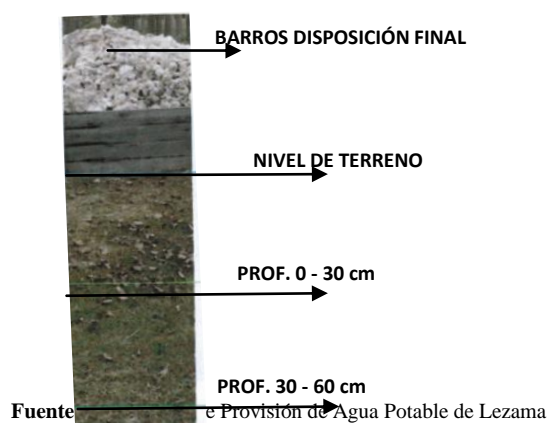 BARROS DISPOSICIÓN FINAL
NIVEL DE TERRENO
PROF. 0 - 30 cm
PROF. 30 - 60 cm
Fuente e Provisión de Agua Potable de Lezama